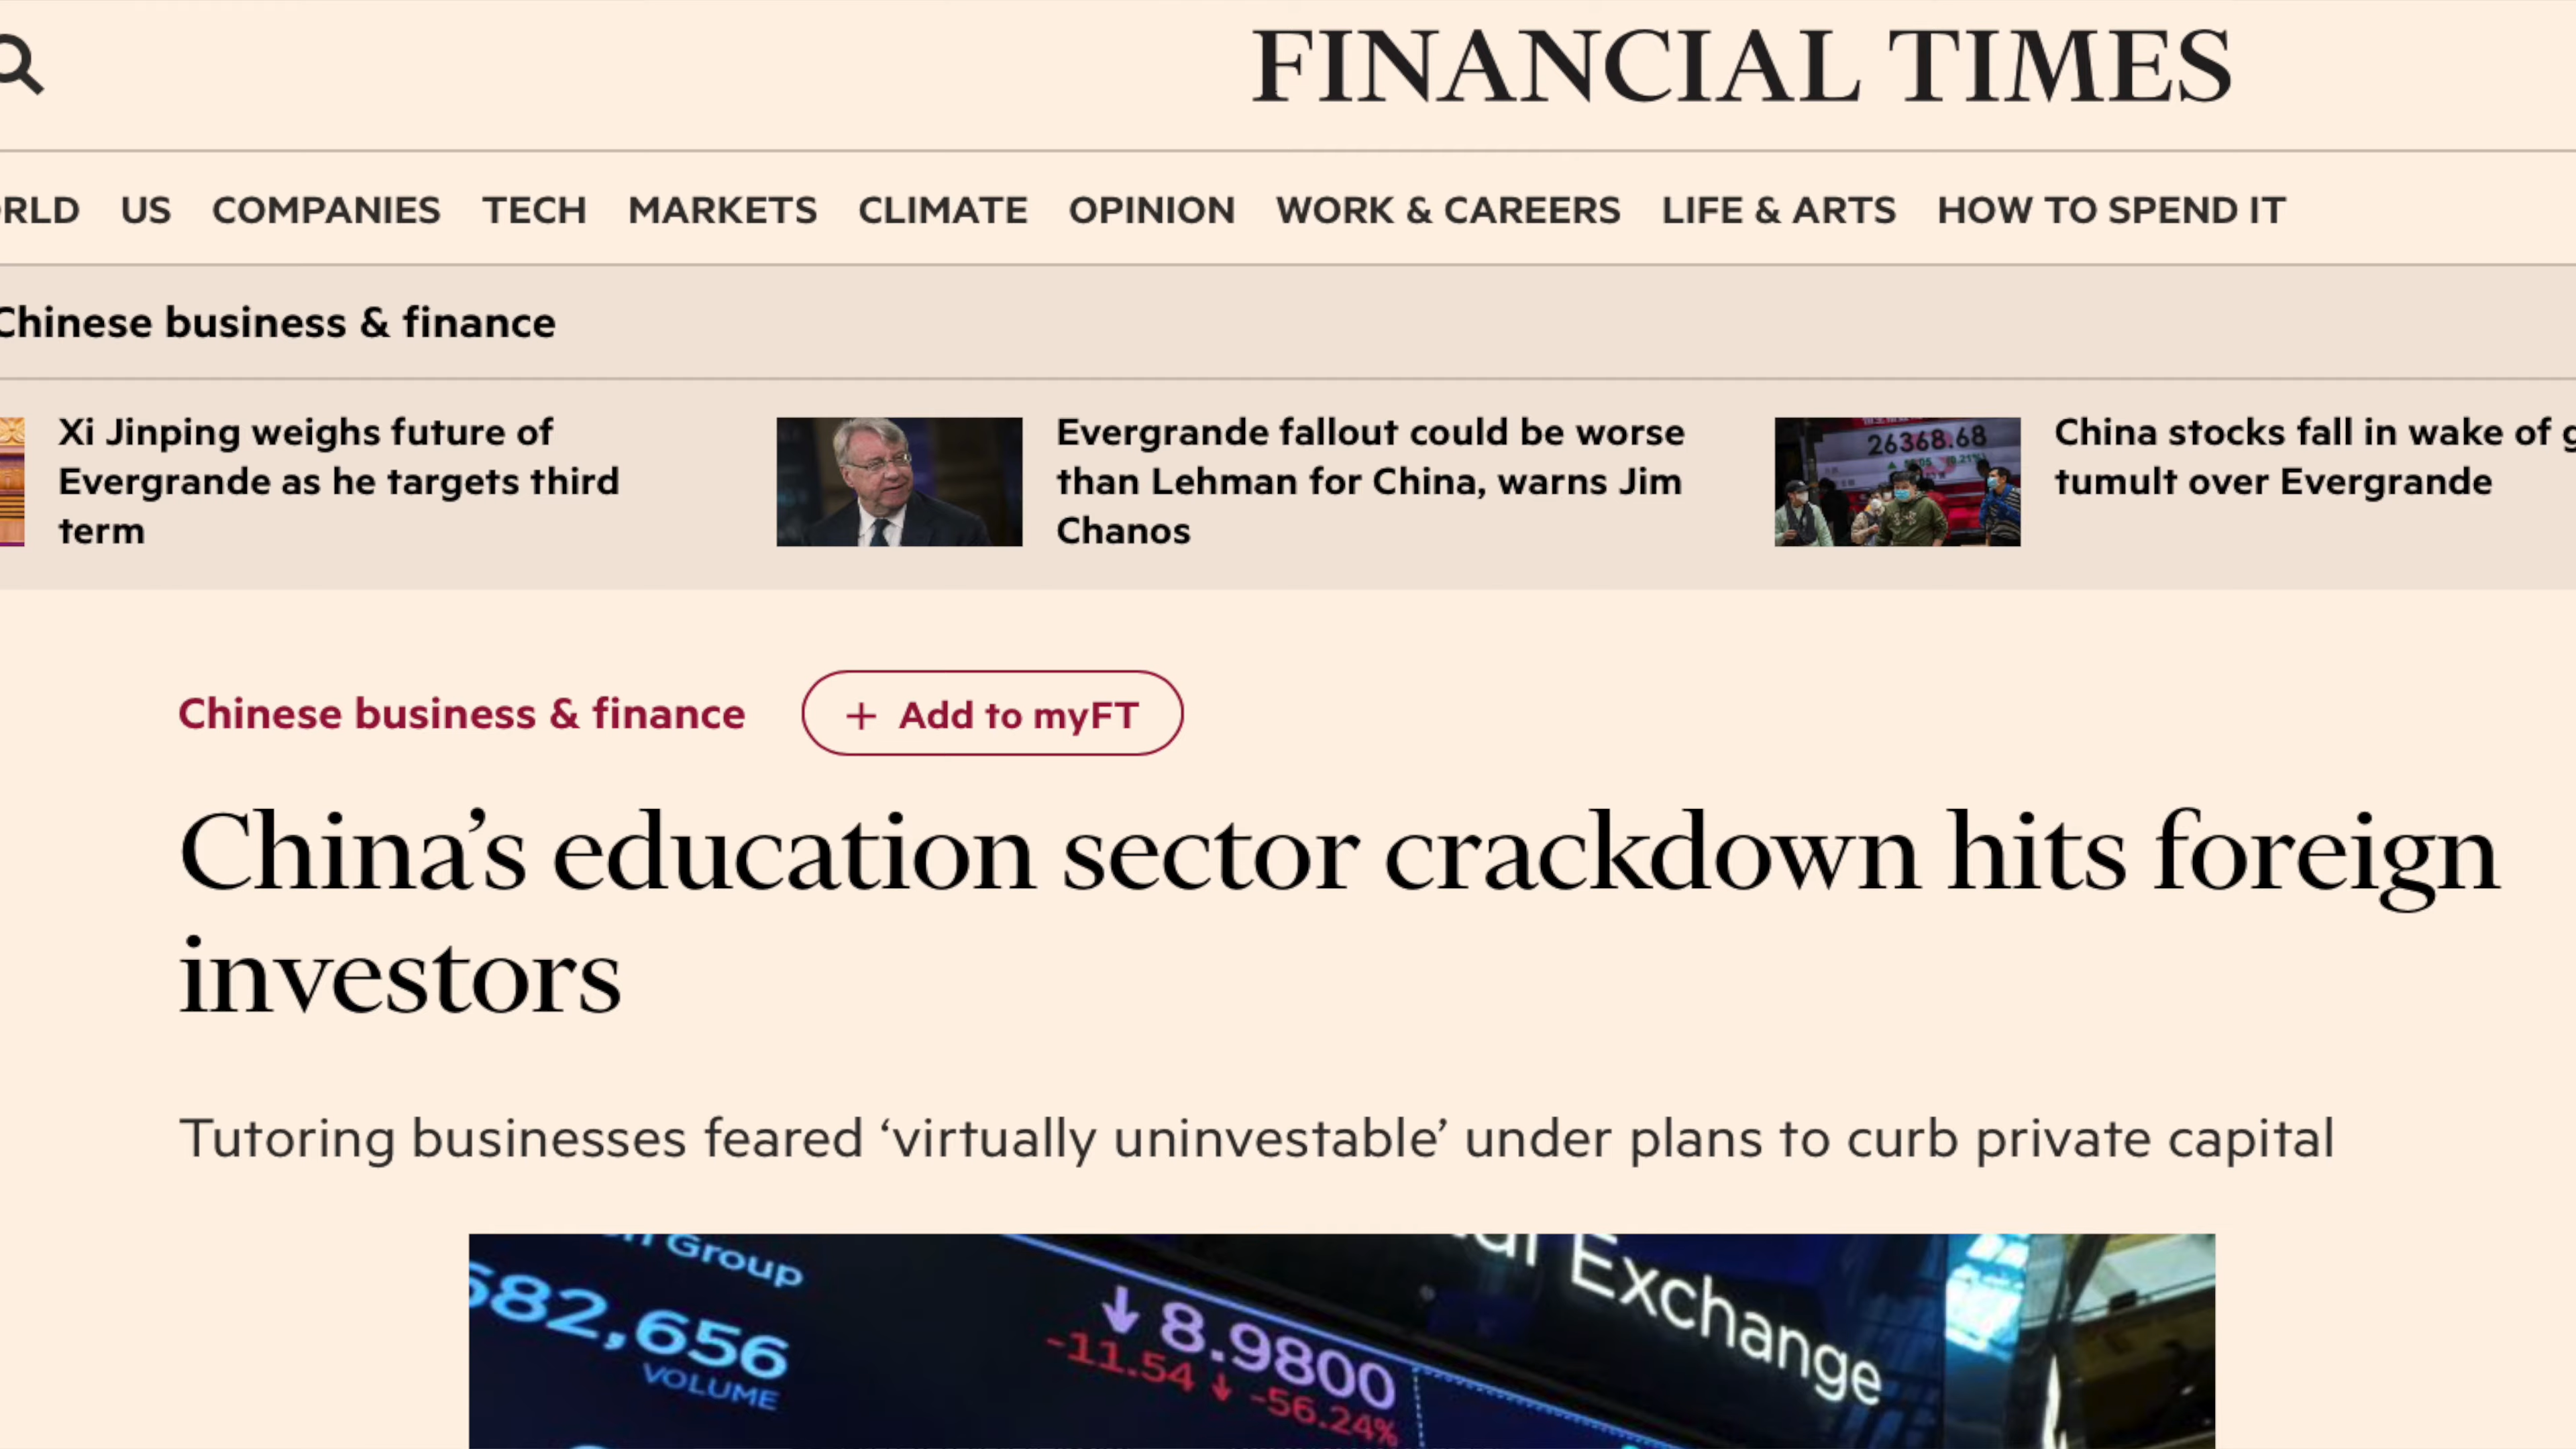 FINANCIAL TIMES
US COMPANIES TECH MARKETS CLIMATE OPINION WORK & CAREERS LIFE & ARTS HOW TO SPEND IT
Chinese business & finance
Xi Jinping weighs future of
Evergrande as he targets third
term
Evergrande fallout could be worse
than Lehman for China, warns Jim
Chanos
26368.68
China stocks fall in wake of
tumult over Evergrande
Chinese business & finance
+ Add to myFT
China’s education sector crackdown hits foreign
investors
Tutoring businesses feared ‘virtually uninvestable’ under plans to curb private capital
Group
682,656
VOLUME
↓ 8.9800
-11.54 ↓ -56.24%
Exchange